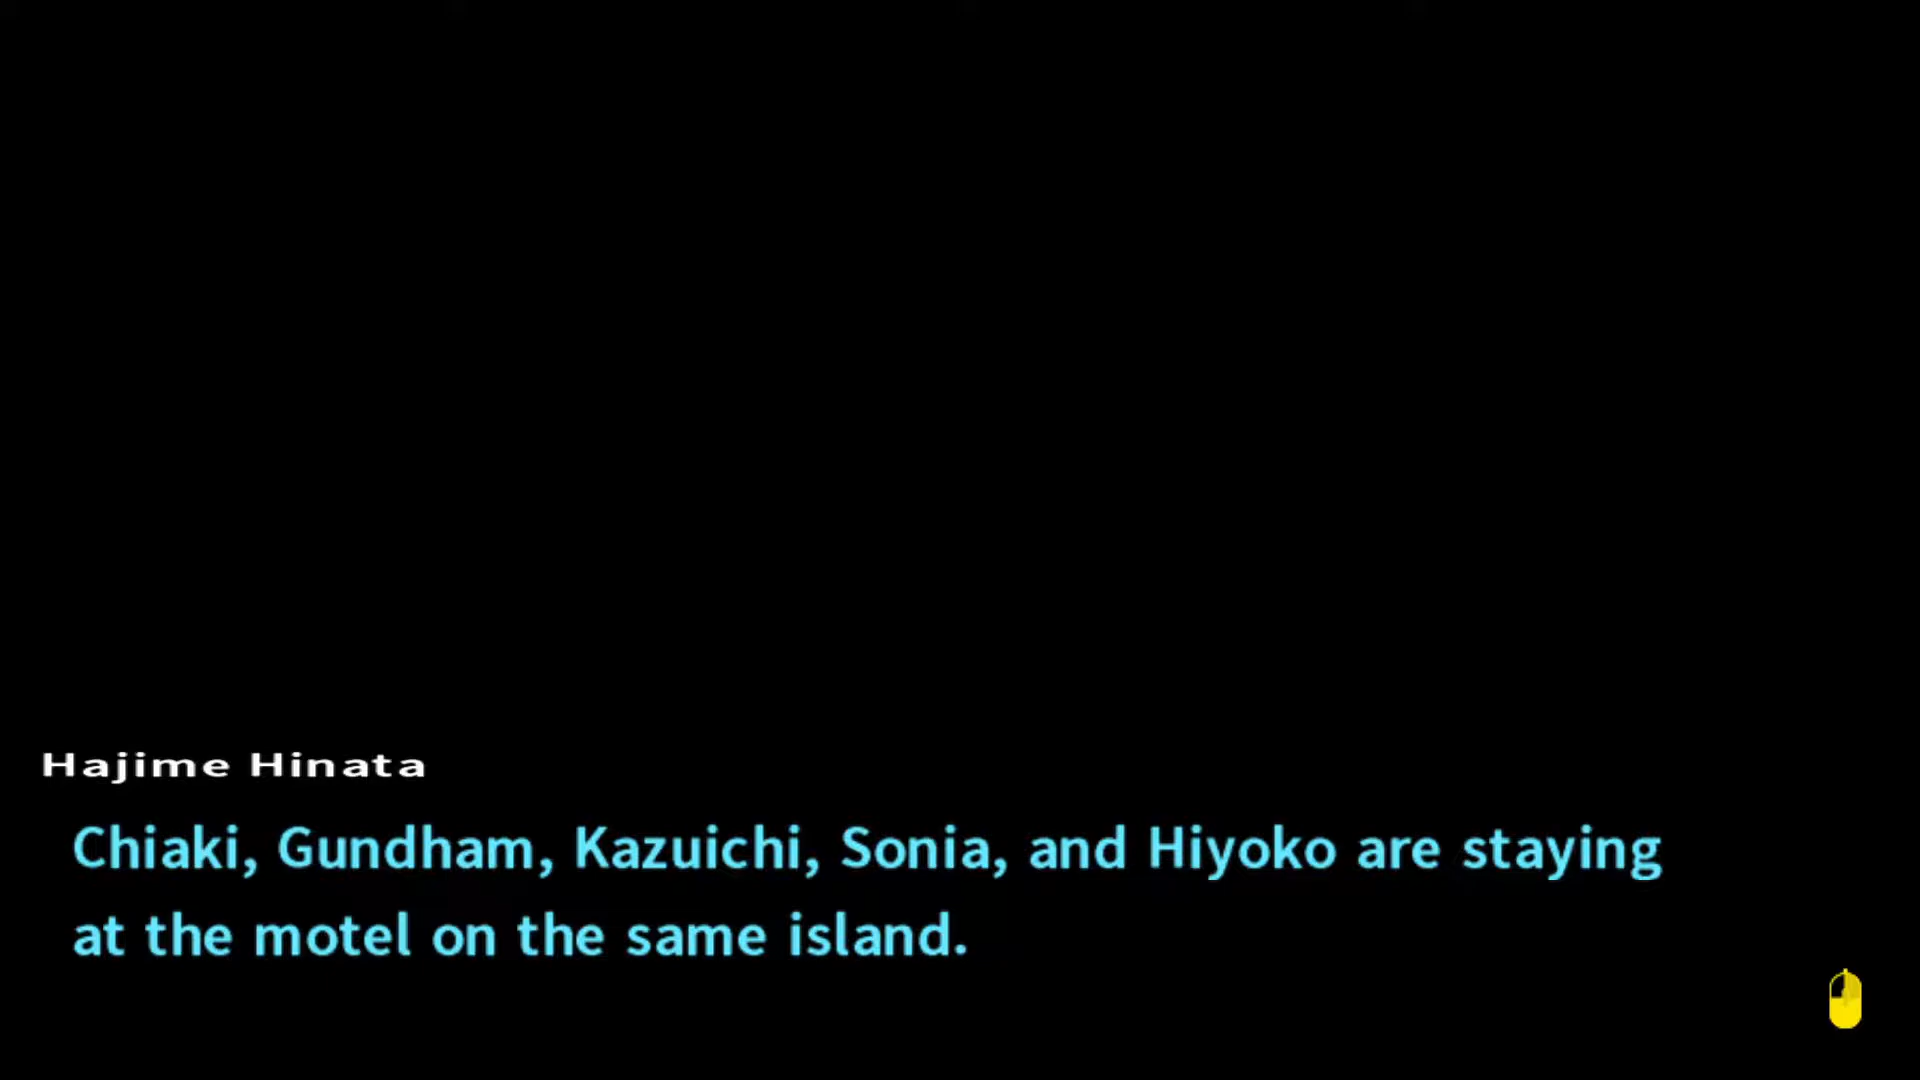 Hajime Hinata
Chiaki, Gundham, Kazuichi, Sonia, and Hiyoko are staying
at the motel on the same island.